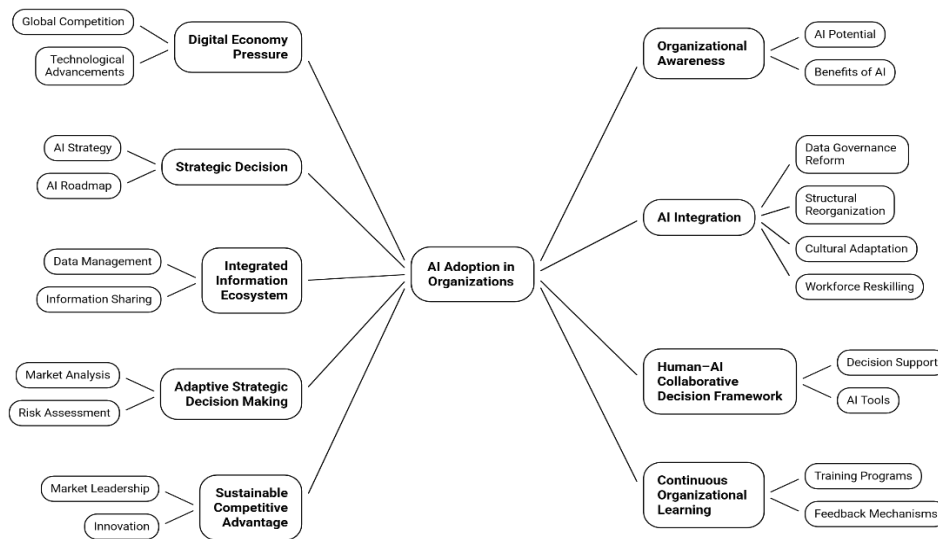 Global Competition
Technological
Advancements
Digital Economy
Pressure
AI Strategy
AI Roadmap
Strategic Decision
Data Management
Information Sharing
Integrated
Information
Ecosystem
Market Analysis
Risk Assessment
Adaptive Strategic
Decision Making
Market Leadership
Innovation
Sustainable
Competitive
Advantage
AI Adoption in
Organizations
Organizational
Awareness
AI Potential
Benefits of AI
AI Integration
Data Governance
Reform
Structural
Reorganization
Cultural Adaptation
Workforce Reskilling
Human–AI
Collaborative
Decision Framework
Decision Support
AI Tools
Continuous
Organizational
Learning
Training Programs
Feedback Mechanisms